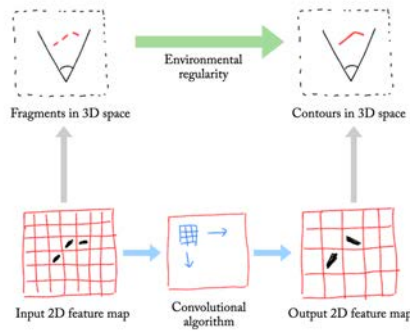 Environmental
regularity
Fragments in 3D space
Contours in 3D space
Input 2D feature map
Convolutional
algorithm
Output 2D feature map